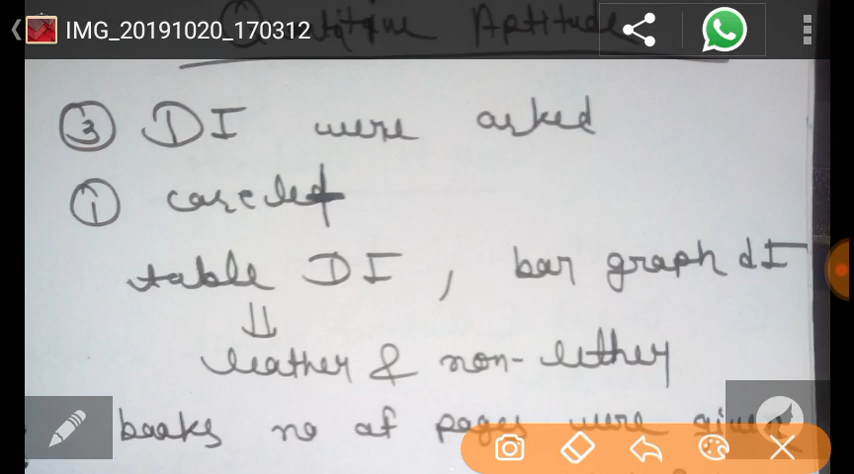 IMG_20191020_170312
Aptitude
③ DI were asked
① caselet
table DI, bar graph dI
⇓
leather & non-lether
books no of pages were given